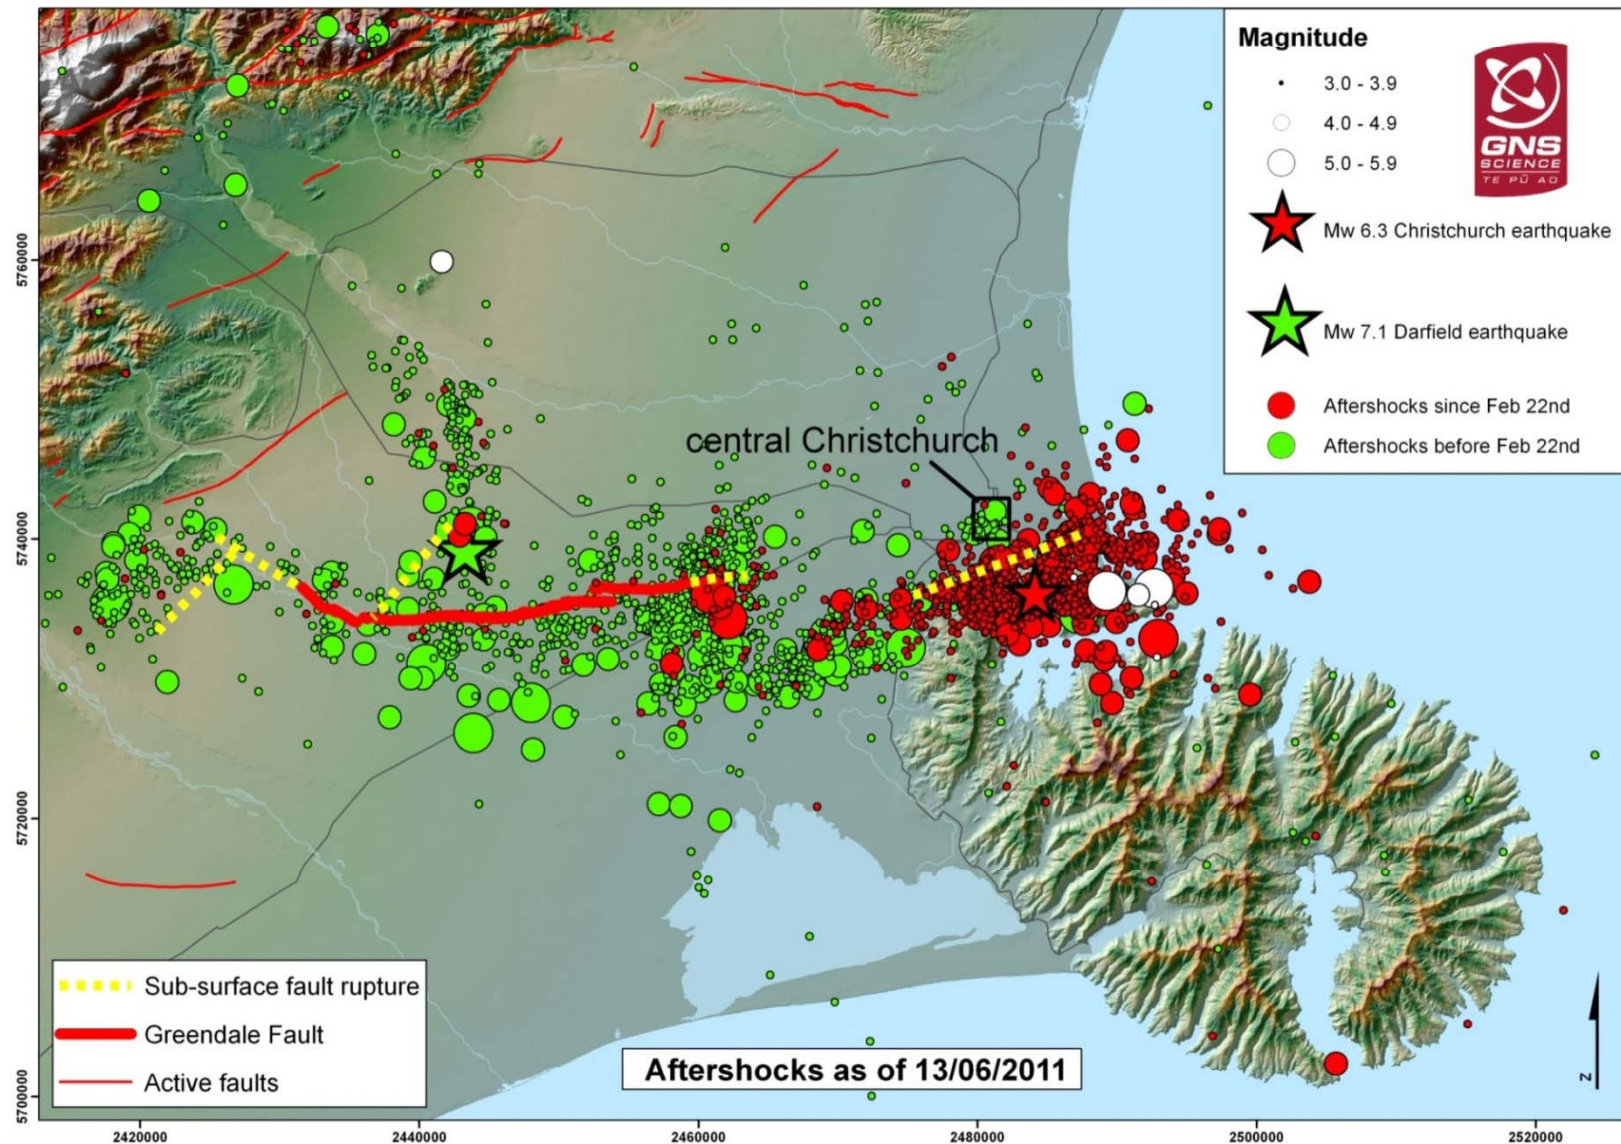 Magnitude
3.0 - 3.9
4.0 - 4.9
5.0 - 5.9
GNS
SCIENCE
TE PŪ AO
Mw 6.3 Christchurch earthquake
Mw 7.1 Darfield earthquake
Aftershocks since Feb 22nd
Aftershocks before Feb 22nd
central Christchurch
5760000
5740000
5720000
5700000
Sub-surface fault rupture
Greendale Fault
Active faults
Aftershocks as of 13/06/2011
N
2420000
2440000
2460000
2480000
2500000
2520000